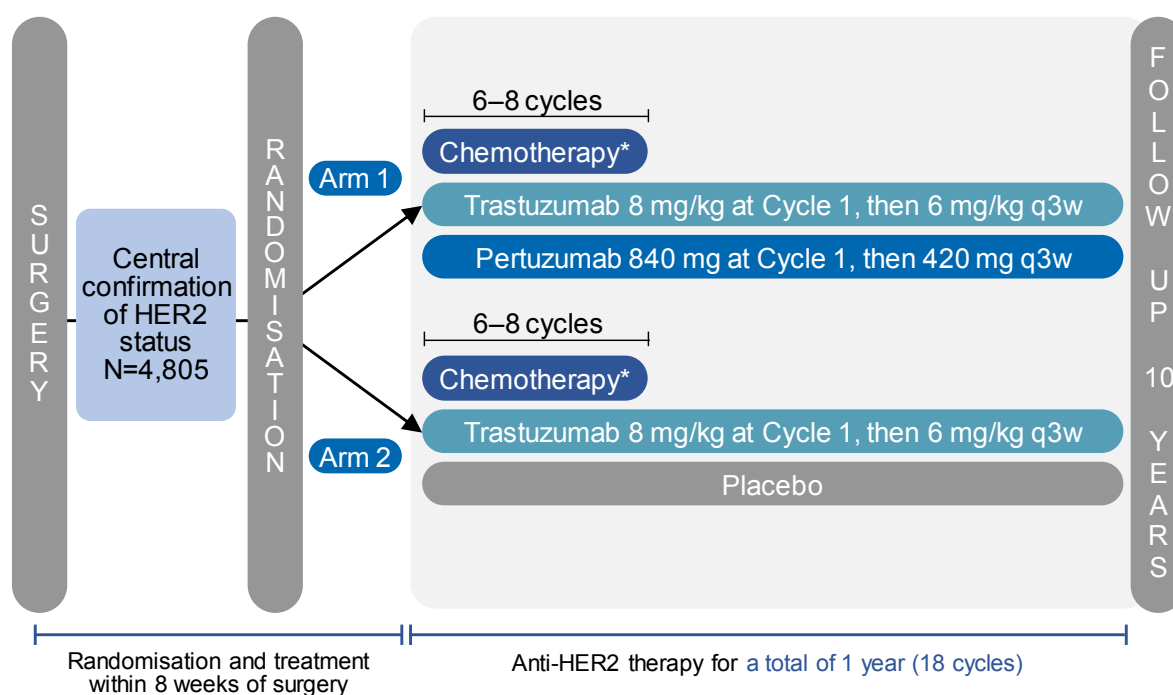 SURGERY
Central
confirmation
of HER2
status
N=4,805
RANDOMISATION
Arm 1
6–8 cycles
Chemotherapy*
Trastuzumab 8 mg/kg at Cycle 1, then 6 mg/kg q3w
Pertuzumab 840 mg at Cycle 1, then 420 mg q3w
6–8 cycles
Chemotherapy*
Arm 2
Trastuzumab 8 mg/kg at Cycle 1, then 6 mg/kg q3w
Placebo
FOLLOW UP 10 YEARS
Randomisation and treatment
within 8 weeks of surgery
Anti-HER2 therapy for a total of 1 year (18 cycles)